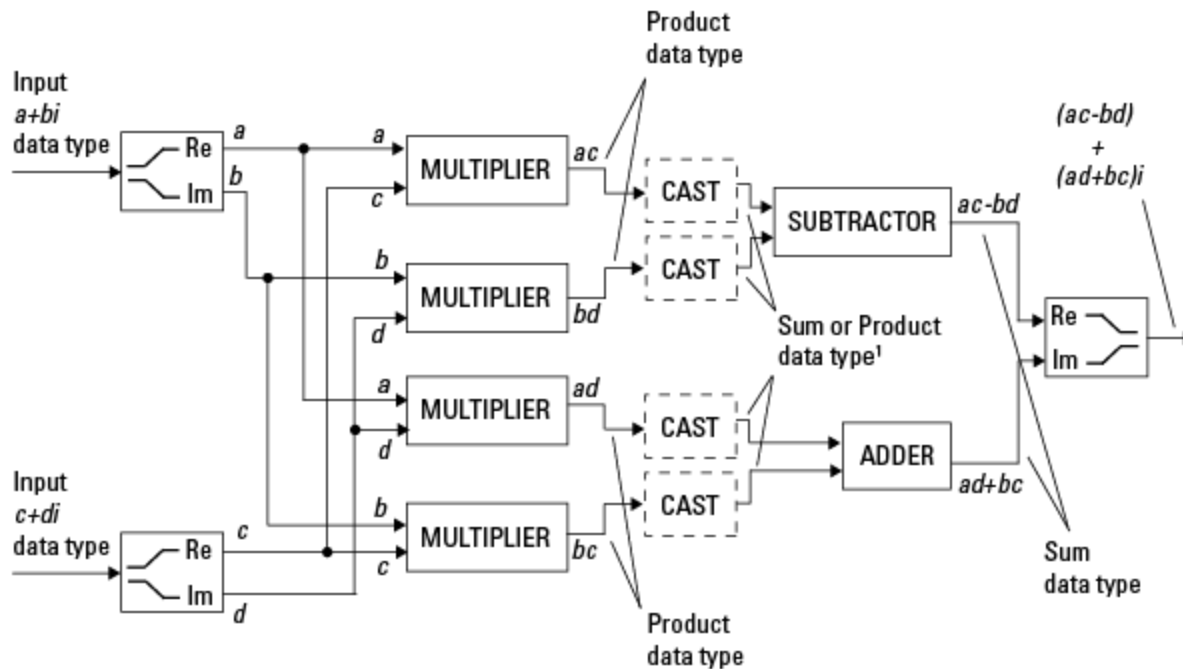 Product
data type
Input
a+bi
data type
Re
Im
a
b
a
c
MULTIPLIER
ac
CAST
SUBTRACTOR
ac-bd
(ac-bd)
+
(ad+bc)i
b
d
MULTIPLIER
bd
CAST
Sum or Product
data type¹
Re
Im
a
d
MULTIPLIER
ad
CAST
ADDER
ad+bc
Input
c+di
data type
Re
Im
c
d
b
c
MULTIPLIER
bc
CAST
Sum
data type
Product
data type